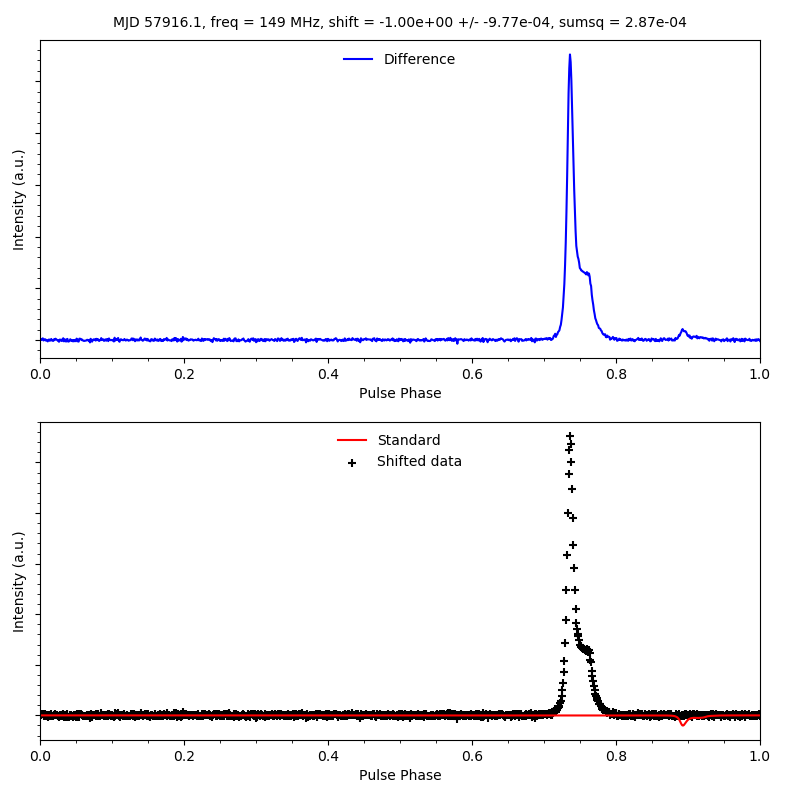 MJD 57916.1, freq = 149 MHz, shift = -1.00e+00 +/- -9.77e-04, sumsq = 2.87e-04
Difference
Intensity (a.u.)
0.0 0.2 0.4 0.6 0.8 1.0
Pulse Phase
Standard
Shifted data
Intensity (a.u.)
0.0 0.2 0.4 0.6 0.8 1.0
Pulse Phase